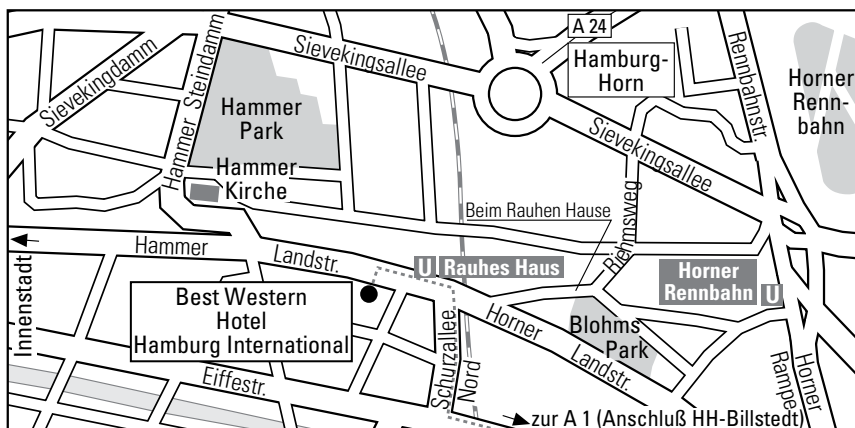 A 24
Hamburg-
Horn
Sievekingsallee
Sievekingdamm
Hammer Steindamm
Hammer
Park
Rennbahnstr.
Horner
Renn-
bahn
Hammer
Kirche
Sievekingsallee
Beim Rauhen Hause
Riehmsweg
Hammer
Landstr.
U Rauhes Haus
Horner
Rennbahn U
Innenstadt
Best Western
Hotel
Hamburg International
Schurzallee
Nord
Horner
Landstr.
Blohms
Park
Horner
Rampe
Eiffestr.
zur A 1 (Anschluß HH-Billstedt)